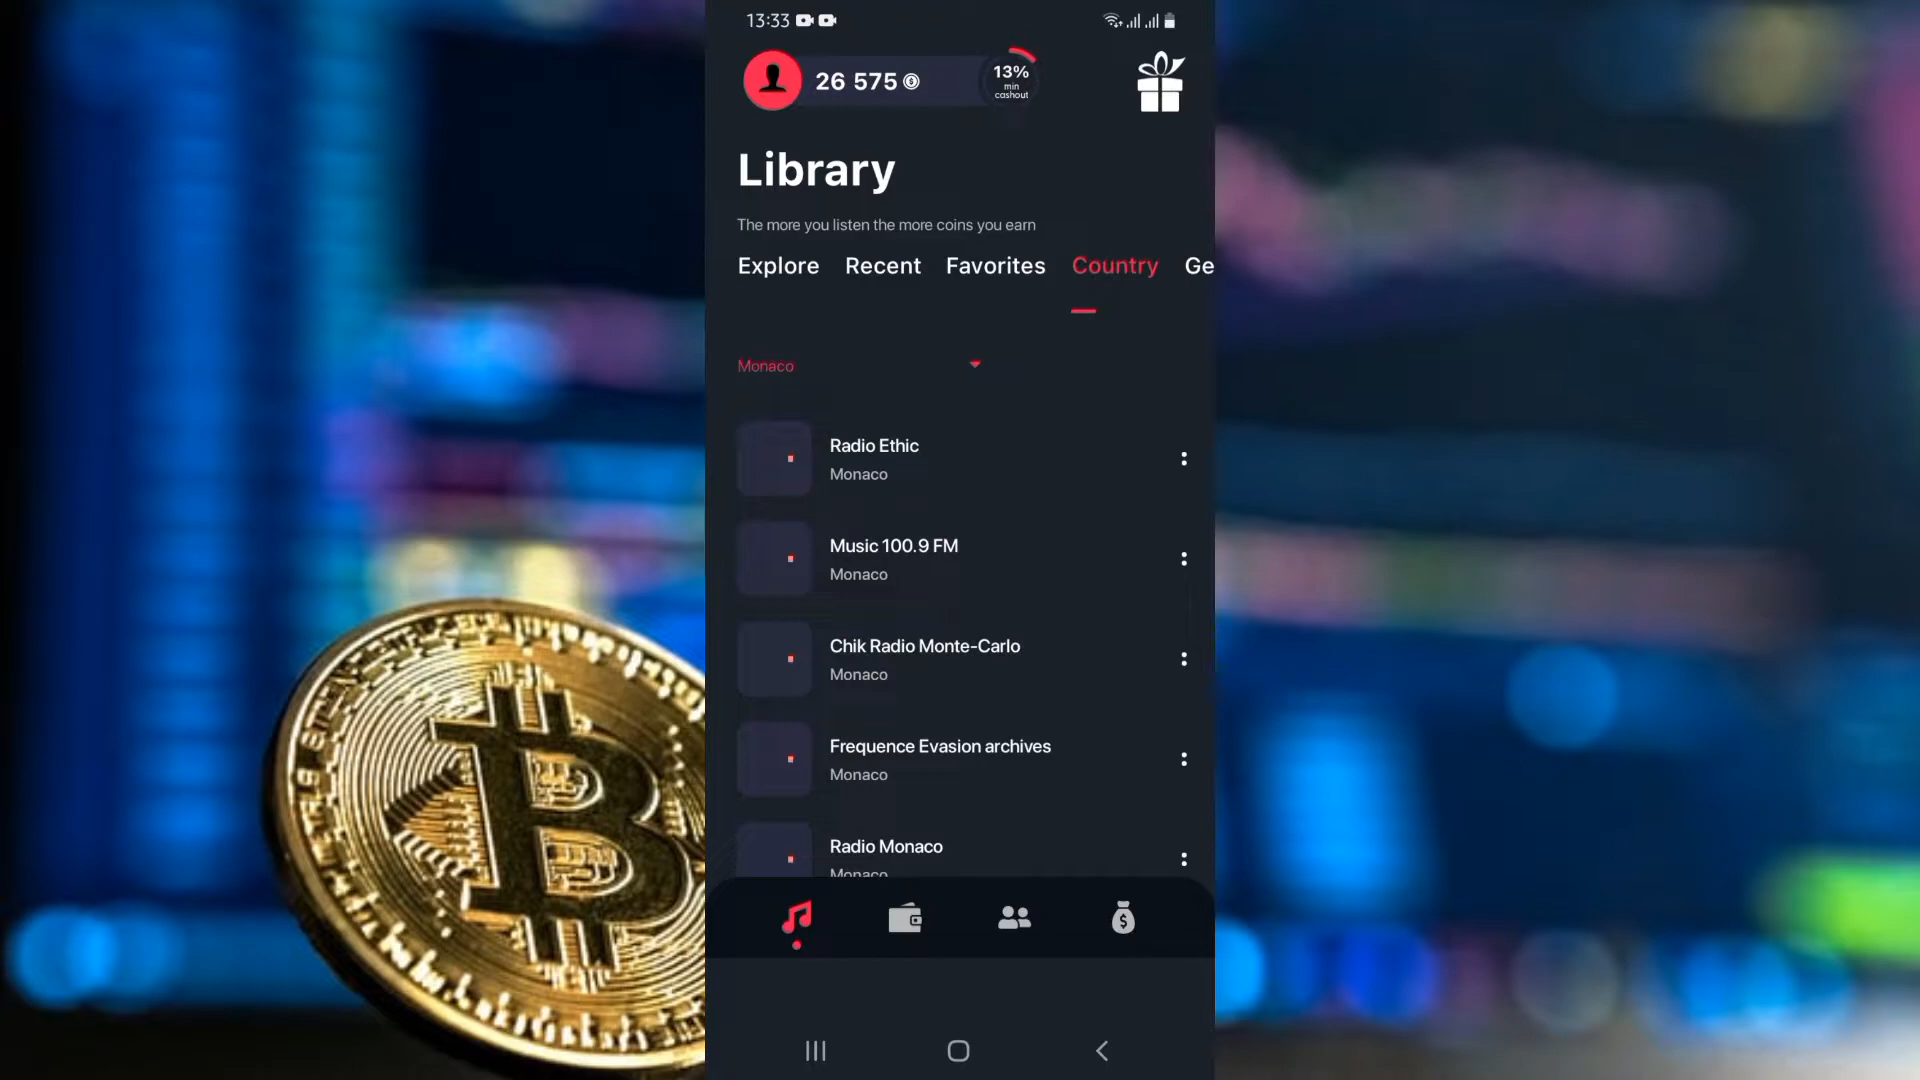 13:33
26 575
13%
min
cashout
Library
The more you listen the more coins you earn
Explore Recent Favorites Country Ge
Monaco
Radio Ethic
Monaco
Music 100.9 FM
Monaco
Chik Radio Monte-Carlo
Monaco
Frequence Evasion archives
Monaco
Radio Monaco
Monaco